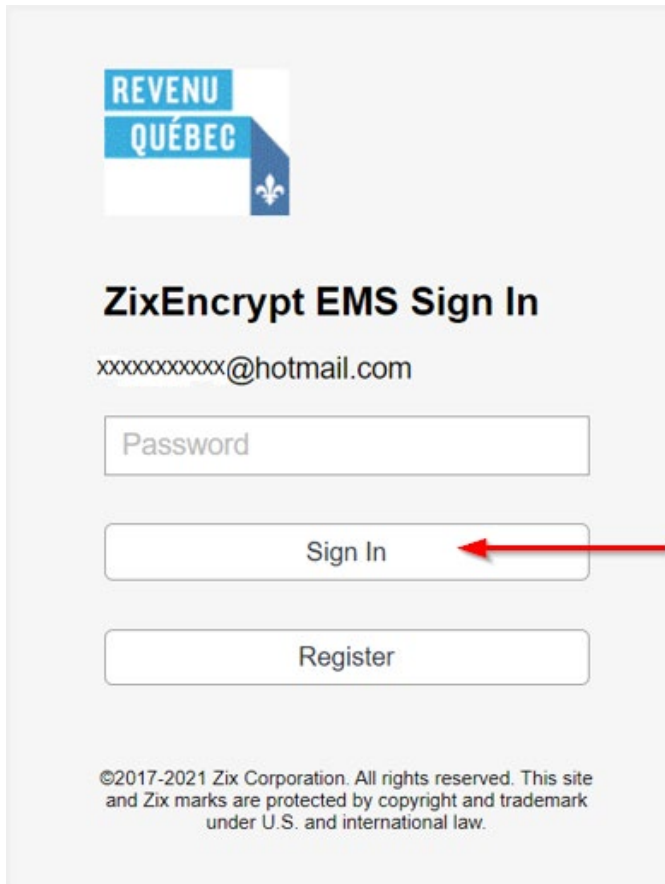 REVENU
QUÉBEC
ZixEncrypt EMS Sign In
xxxxxxxxxxx@hotmail.com
Password
Sign In
Register
©2017-2021 Zix Corporation. All rights reserved. This site
and Zix marks are protected by copyright and trademark
under U.S. and international law.